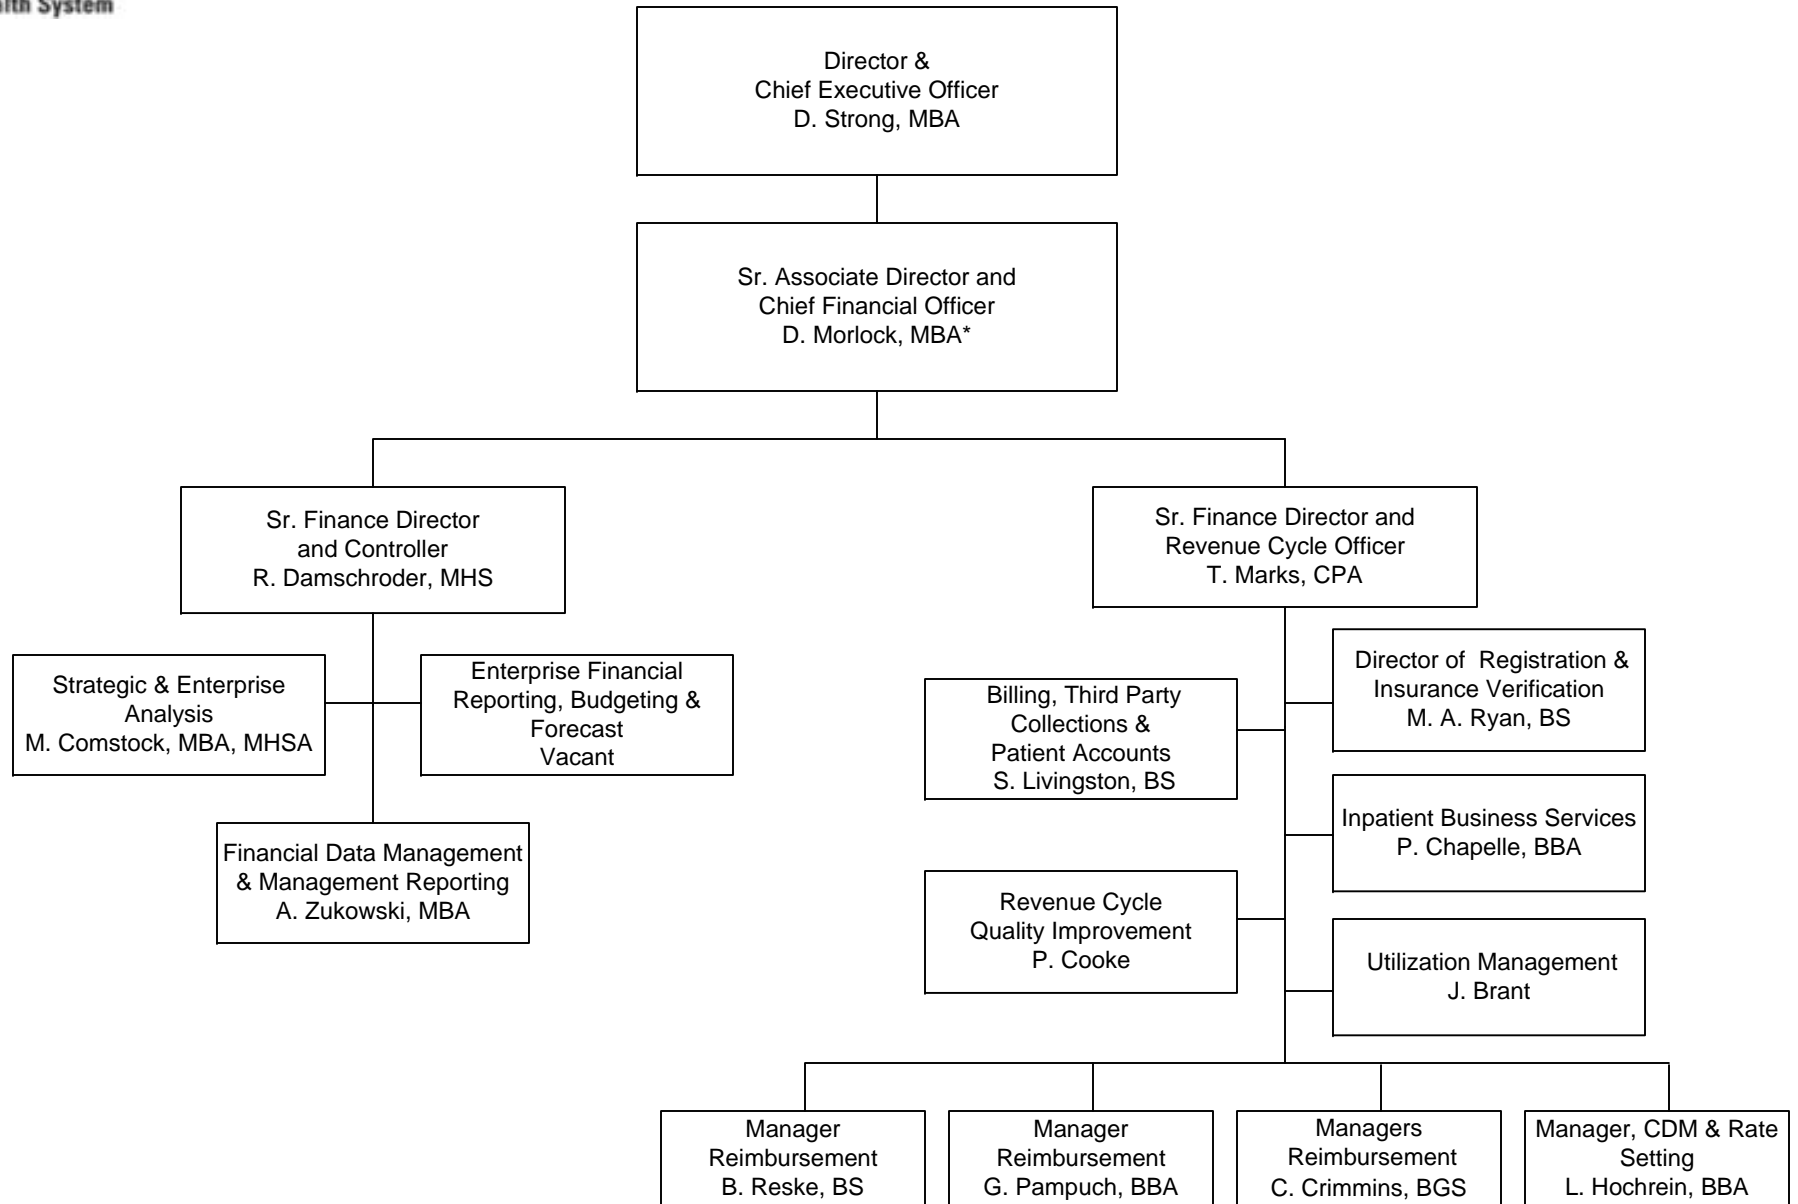 System
Director &
Chief Executive Officer
D. Strong, MBA
Sr. Associate Director and
Chief Financial Officer
D. Morlock, MBA*
Sr. Finance Director
and Controller
R. Damschroder, MHS
Sr. Finance Director and
Revenue Cycle Officer
T. Marks, CPA
Strategic & Enterprise
Analysis
M. Comstock, MBA, MHSA
Enterprise Financial
Reporting, Budgeting &
Forecast
Vacant
Financial Data Management
& Management Reporting
A. Zukowski, MBA
Billing, Third Party
Collections &
Patient Accounts
S. Livingston, BS
Director of Registration &
Insurance Verification
M. A. Ryan, BS
Inpatient Business Services
P. Chapelle, BBA
Revenue Cycle
Quality Improvement
P. Cooke
Utilization Management
J. Brant
Manager
Reimbursement
B. Reske, BS
Manager
Reimbursement
G. Pampuch, BBA
Managers
Reimbursement
C. Crimmins, BGS
Manager, CDM & Rate
Setting
L. Hochrein, BBA